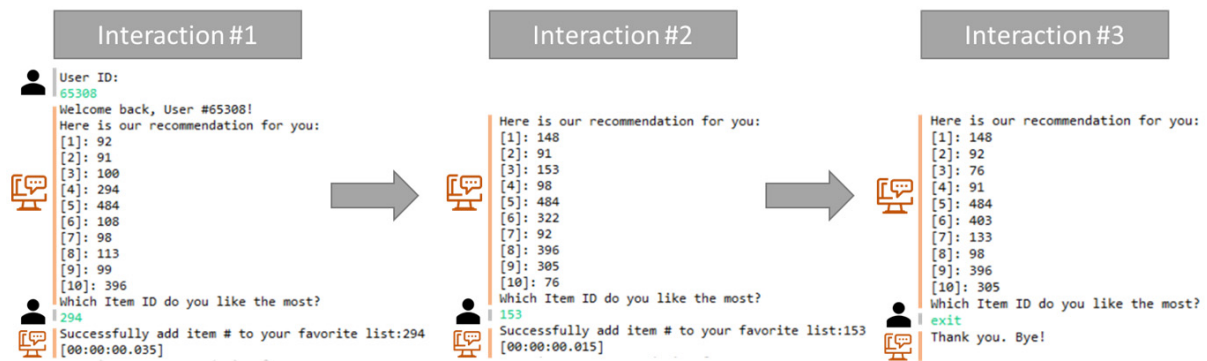 Interaction #1
User ID:
65308
Welcome back, User #65308!
Here is our recommendation for you:
[1]: 92
[2]: 91
[3]: 100
[4]: 294
[5]: 484
[6]: 108
[7]: 98
[8]: 113
[9]: 99
[10]: 396
Which Item ID do you like the most?
294
Successfully add item # to your favorite list:294
[00:00:00.035]
Interaction #2
Here is our recommendation for you:
[1]: 148
[2]: 91
[3]: 153
[4]: 98
[5]: 484
[6]: 322
[7]: 92
[8]: 396
[9]: 305
[10]: 76
Which Item ID do you like the most?
153
Successfully add item # to your favorite list:153
[00:00:00.015]
Interaction #3
Here is our recommendation for you:
[1]: 148
[2]: 92
[3]: 76
[4]: 91
[5]: 484
[6]: 403
[7]: 133
[8]: 98
[9]: 396
[10]: 305
Which Item ID do you like the most?
exit
Thank you. Bye!